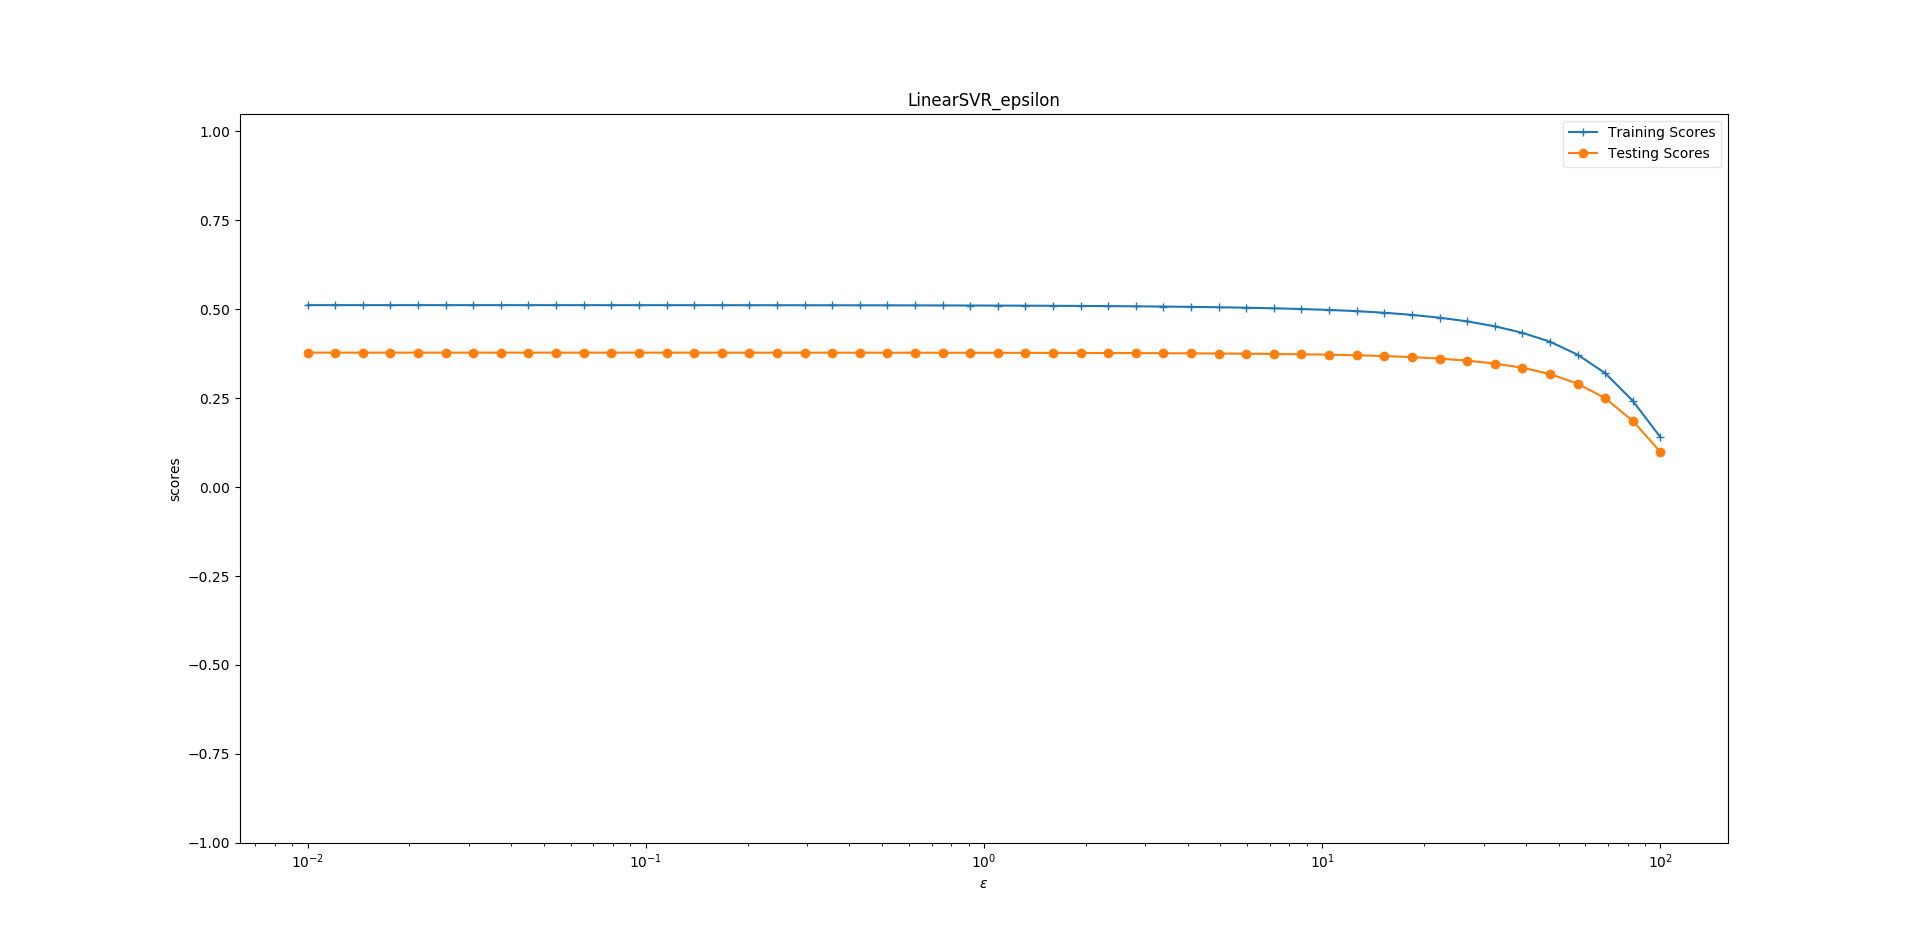 LinearSVR_epsilon
Training Scores
Testing Scores
1.00
0.75
0.50
0.25
0.00
−0.25
−0.50
−0.75
−1.00
scores
10⁻²
10⁻¹
10⁰
10¹
10²
ε